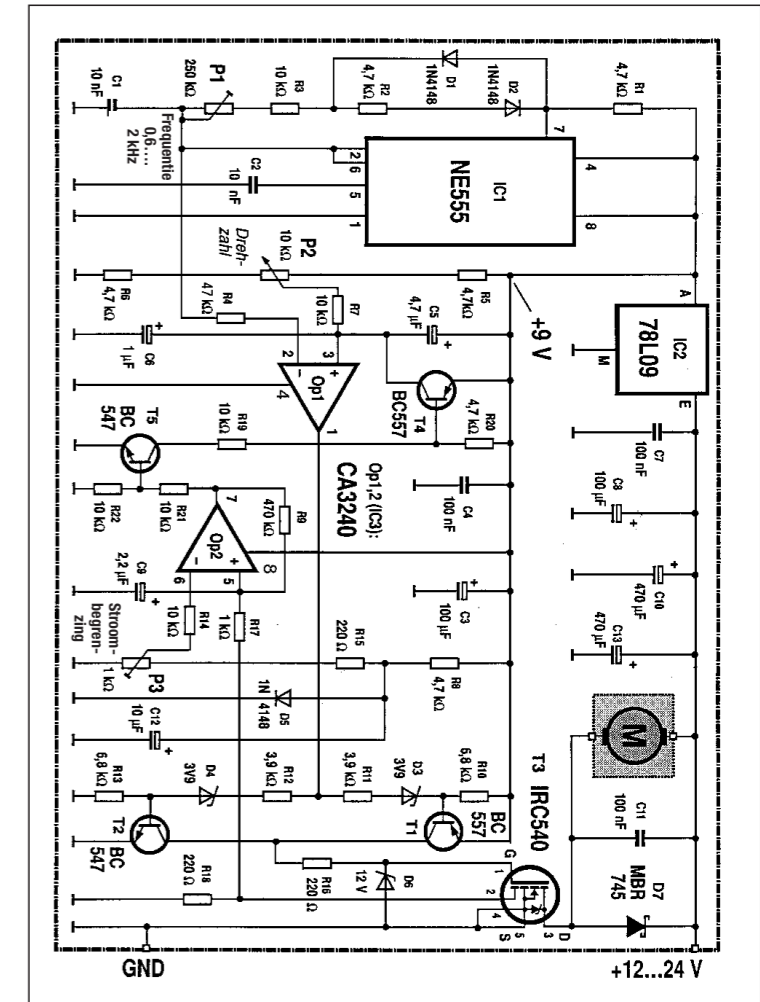 C1
10 nF
P1
250 kΩ
Frequentie
0,6....
2 kHz
R3
10 kΩ
R2
4,7 kΩ
D1
1N4148
D2
1N4148
R1
4,7 kΩ
7
2
6
5
1
4
8
IC1
NE555
C2
10
nF
R6
4,7 kΩ
P2
10 kΩ
Dreh-
zahl
R5
4,7kΩ
+9 V
A
IC2
78L09
M
E
R4
47 kΩ
R7
10 kΩ
C5
4,7 µF
+
C6
1 µF
+
2
3
−
+
Op1
4
1
T4
BC557
R20
4,7 kΩ
R19
10 kΩ
T5
BC
547
C7
100 nF
C8
100
µF
+
Op1,2 (IC3):
CA3240
C4
100 nF
R22
10 kΩ
R21
10 kΩ
R9
470 kΩ
7
Op2
8
−
+
6
5
C9
2,2 µF
+
R14
10 kΩ
R17
1 kΩ
C3
100 µF
+
C10
470 µF
+
C13
470 µF
+
Stroom-
begren-
zing
P3
1 kΩ
R15
220 Ω
R8
4,7 kΩ
D5
1N
4148
C12
10 µF
+
M
R13
6,8 kΩ
D4
3V9
R12
3,9 kΩ
R11
3,9 kΩ
D3
3V9
R10
6,8 kΩ
T3 IRC540
T2
BC
547
T1
BC
557
C11
100 nF
R18
220 Ω
R16
220 Ω
D6
12 V
G
1
2
4
S
5
3
D
D7
MBR
745
GND
+12...24 V